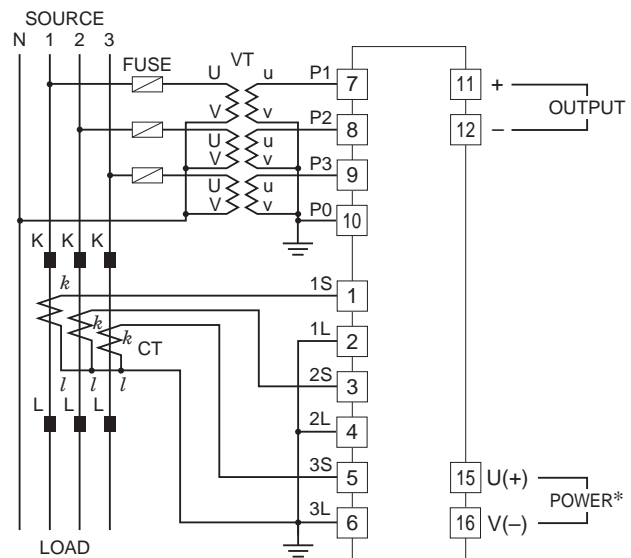 SOURCE
N 1 2 3
FUSE
VT
U u P1 7
V v
U u P2 8
V v
U u P3 9
V v P0 10
11 +
OUTPUT
12 –
K K K
k 1S 1
k
k CT
1L 2
l l l
2S 3
L L L
2L 4
3S 5
3L 6
15 U(+)
POWER*
16 V(–)
LOAD